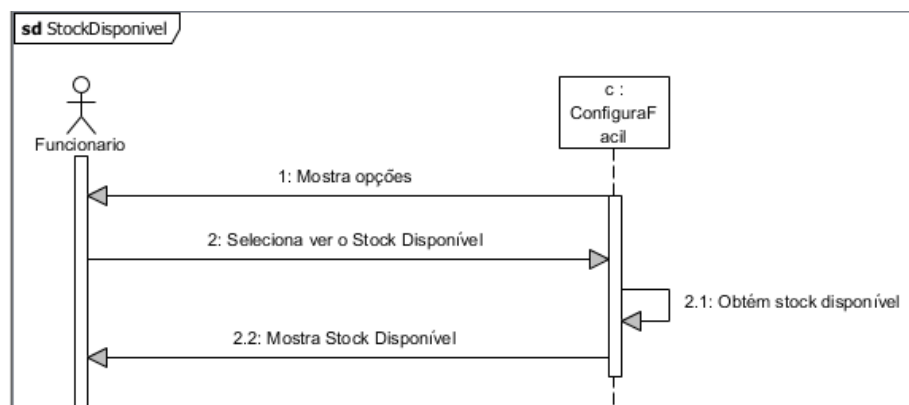 sd StockDisponivel
c :
ConfiguraF
acil
Funcionario
1: Mostra opções
2: Seleciona ver o Stock Disponível
2.1: Obtém stock disponível
2.2: Mostra Stock Disponível